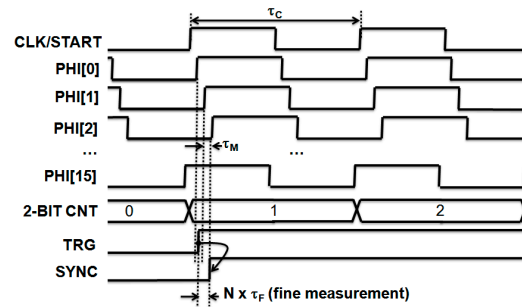 τC
CLK/START
PHI[0]
PHI[1]
PHI[2]
... τM ...
PHI[15]
2-BIT CNT 0 1 2
TRG
SYNC
N x τF (fine measurement)